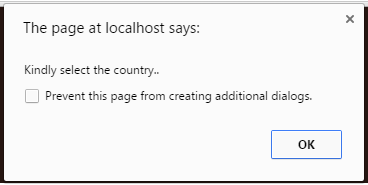 The page at localhost says:
Kindly select the country..
Prevent this page from creating additional dialogs.
OK